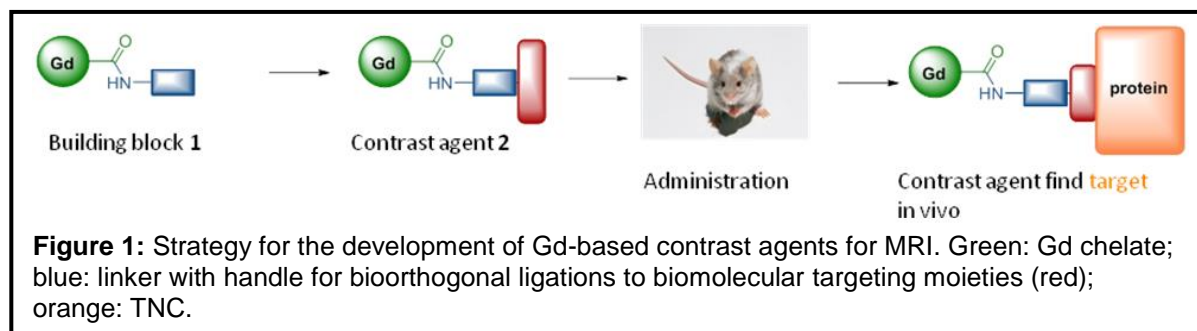 Gd
O
HN
Gd
O
HN
Gd
O
HN
protein
Building block 1
Contrast agent 2
Administration
Contrast agent find target
in vivo
Figure 1: Strategy for the development of Gd-based contrast agents for MRI. Green: Gd chelate;
blue: linker with handle for bioorthogonal ligations to biomolecular targeting moieties (red);
orange: TNC.